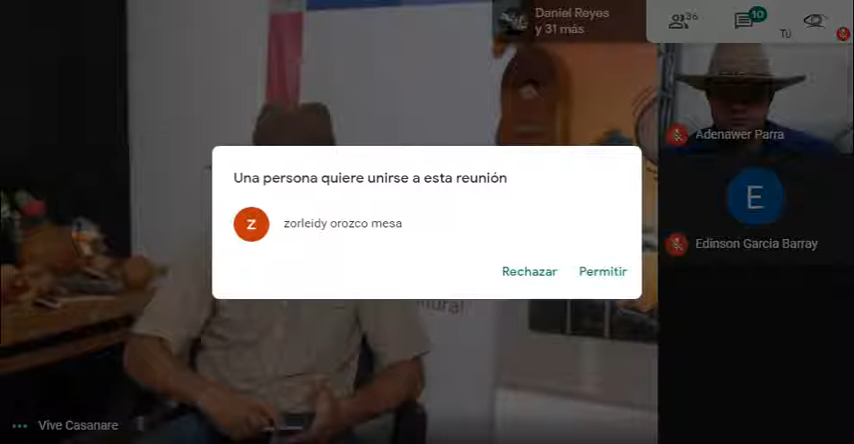 Daniel Reyes
y 31 más
36
10
Tú
Adenawer Parra
Una persona quiere unirse a esta reunión
Z
zorleidy orozco mesa
E
Edinson Garcia Barray
Rechazar
Permitir
Vive Casanare